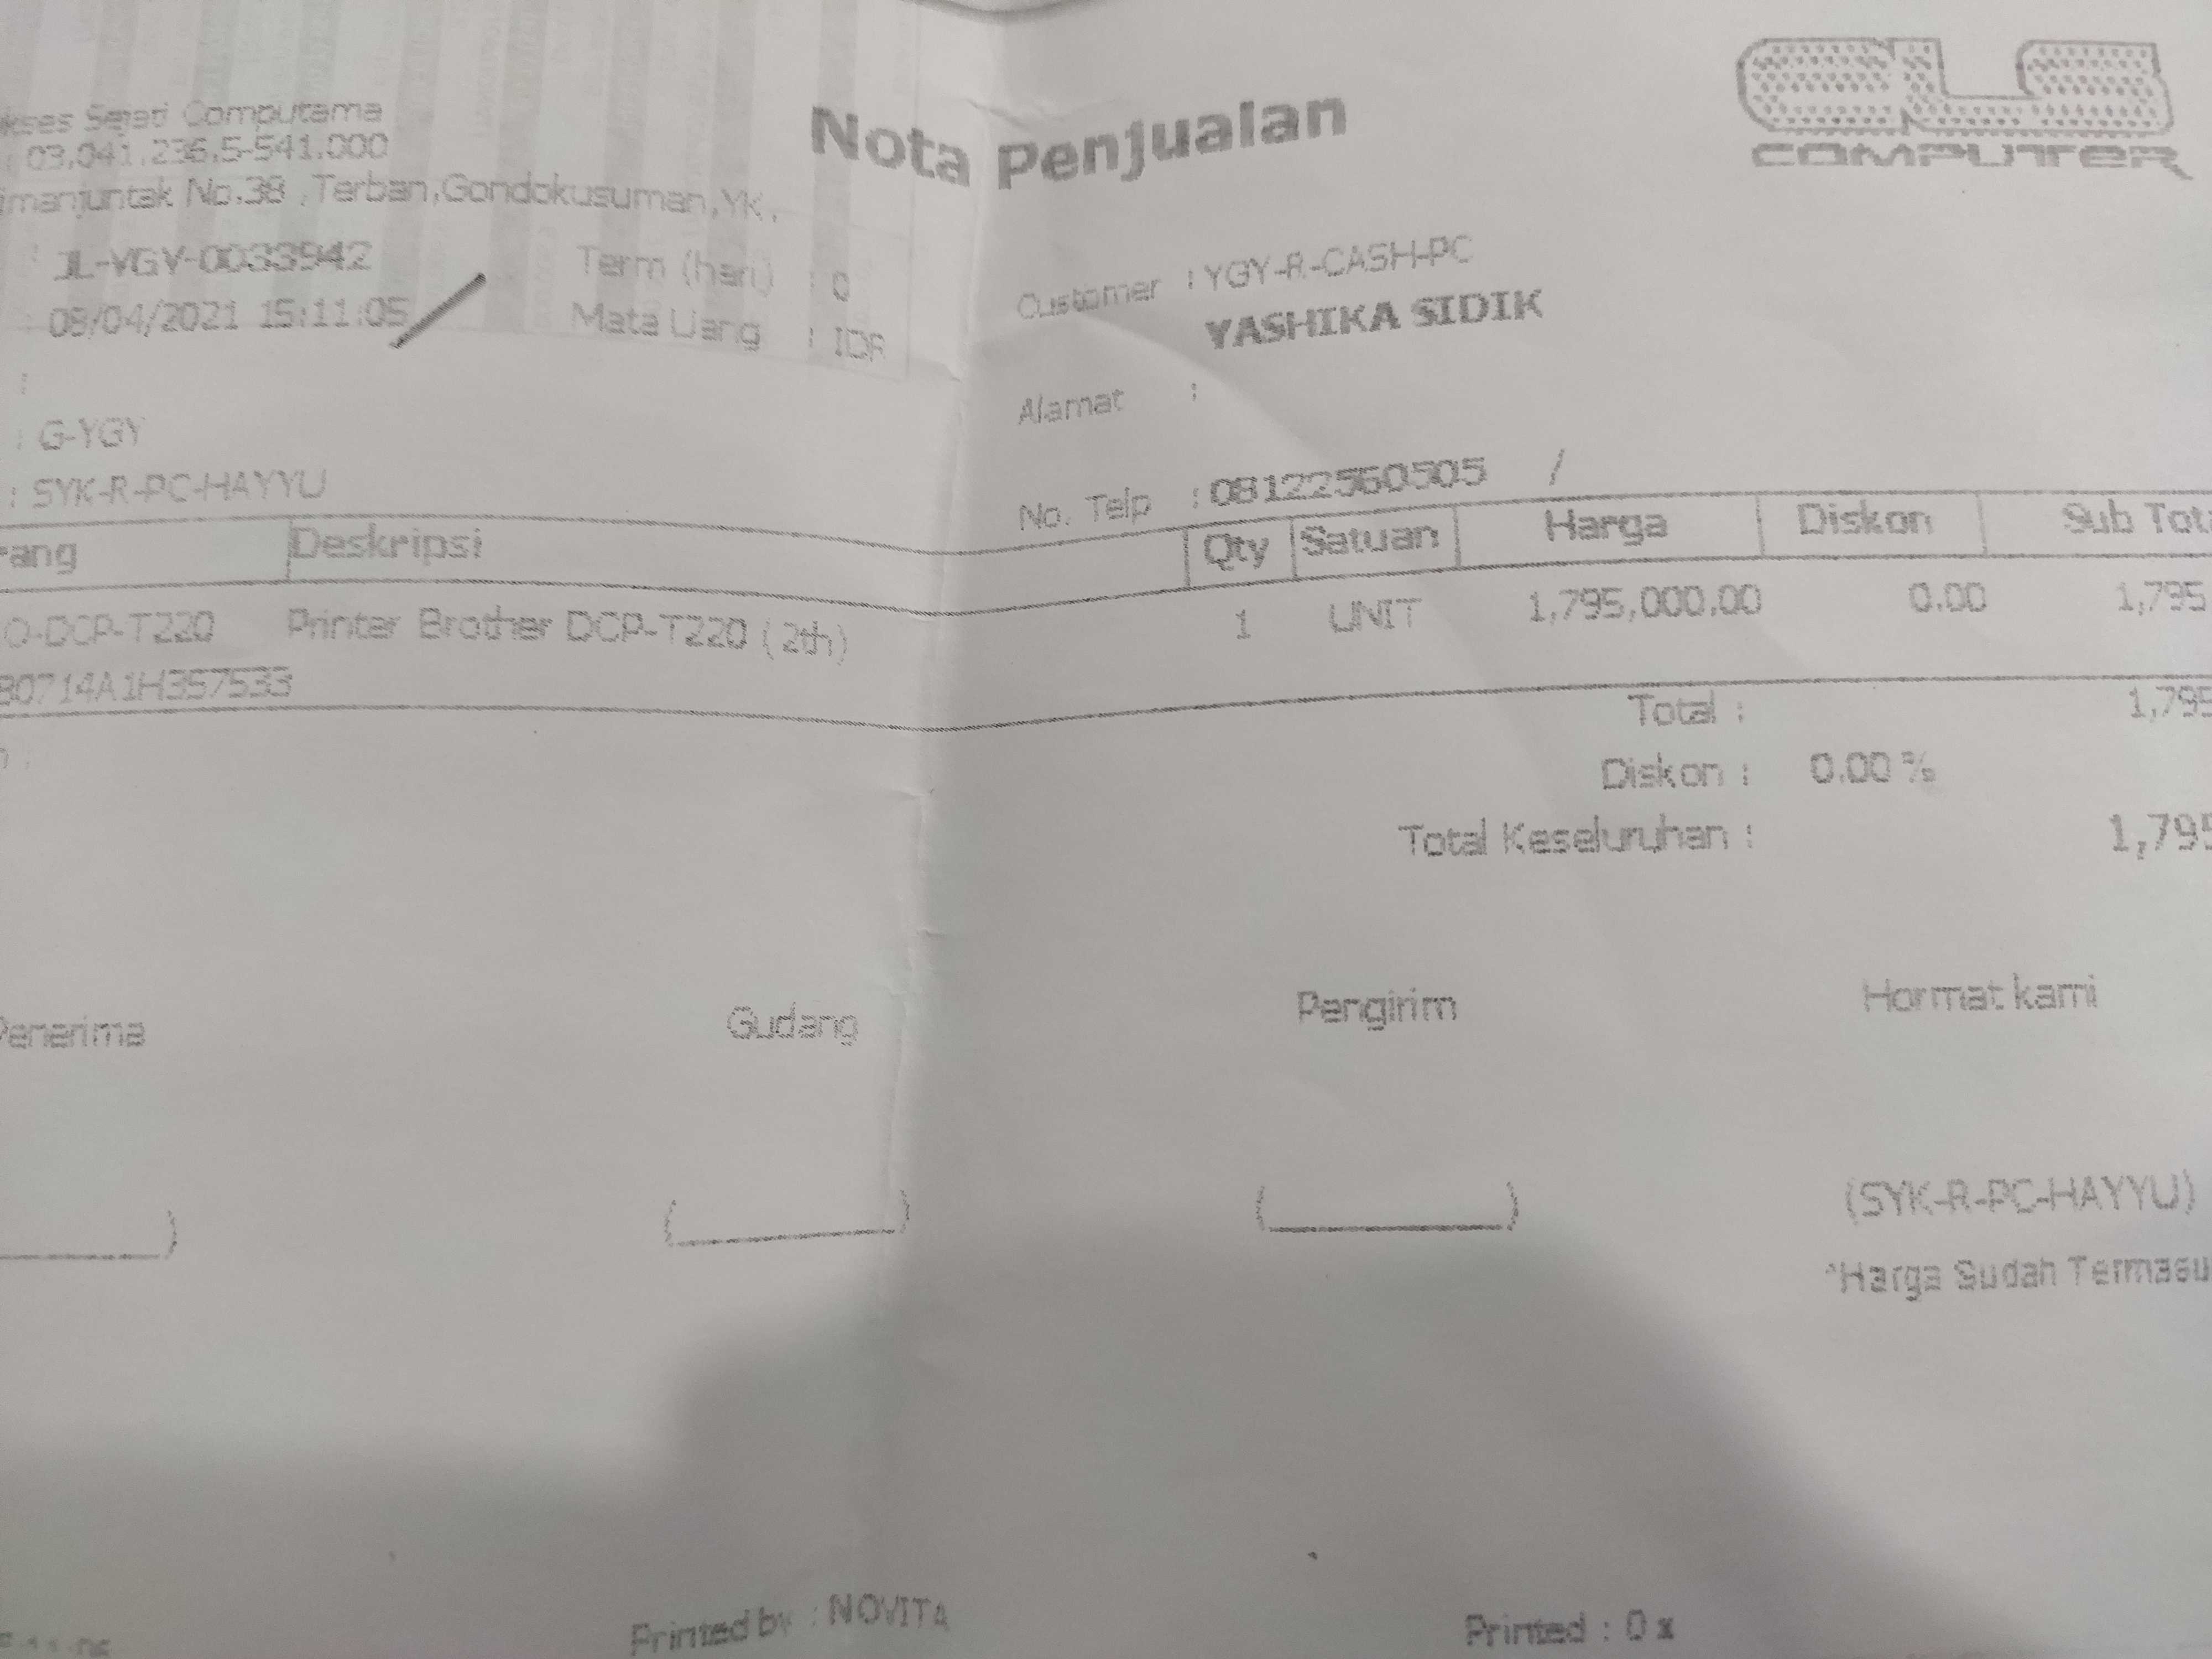 kses Sejati Computama
: 03,041,236,5-541,000
imanjuntak No.38 ,Terban,Gondokusuman,YK,
Nota Penjualan
COMPUTER
: JL-YGY-0033942
Term (hari) : 0
: 08/04/2021 15:11:05
Mata Uang : IDR
:
: G-YGY
: SYK-R-PC-HAYYU
Customer : YGY-R-CASH-PC
YASHIKA SIDIK
Alamat :
No. Telp : 08122560505 /
rang Deskripsi Qty Satuan Harga Diskon Sub Tot
O-DCP-T220 Printer Brother DCP-T220 (2th) 1 UNIT 1,795,000.00 0.00 1,795
80714A1H357533
Total : 1,795
Diskon : 0.00 %
Total Keseluruhan : 1,795
Penerima Gudang Pengirim Hormat kami
(SYK-R-PC-HAYYU)
*Harga Sudah Termasu
Printed by : NOVITA Printed : 0 x